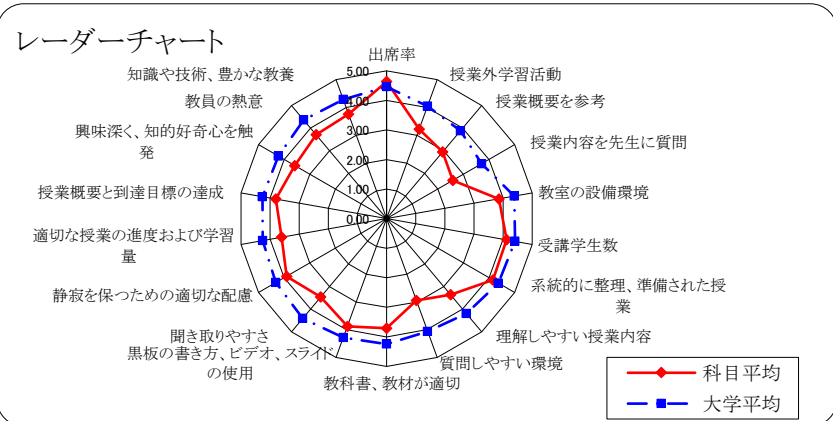 レーダーチャート
出席率
授業外学習活動
授業概要を参考
授業内容を先生に質問
教室の設備環境
受講学生数
系統的に整理、準備された授
業
理解しやすい授業内容
質問しやすい環境
教科書、教材が適切
黒板の書き方、ビデオ、スライド
の使用
聞き取りやすさ
静寂を保つための適切な配慮
適切な授業の進度および学習
量
授業概要と到達目標の達成
興味深く、知的好奇心を触
発
教員の熱意
知識や技術、豊かな教養
5.00
4.00
3.00
2.00
1.00
0.00
科目平均
大学平均